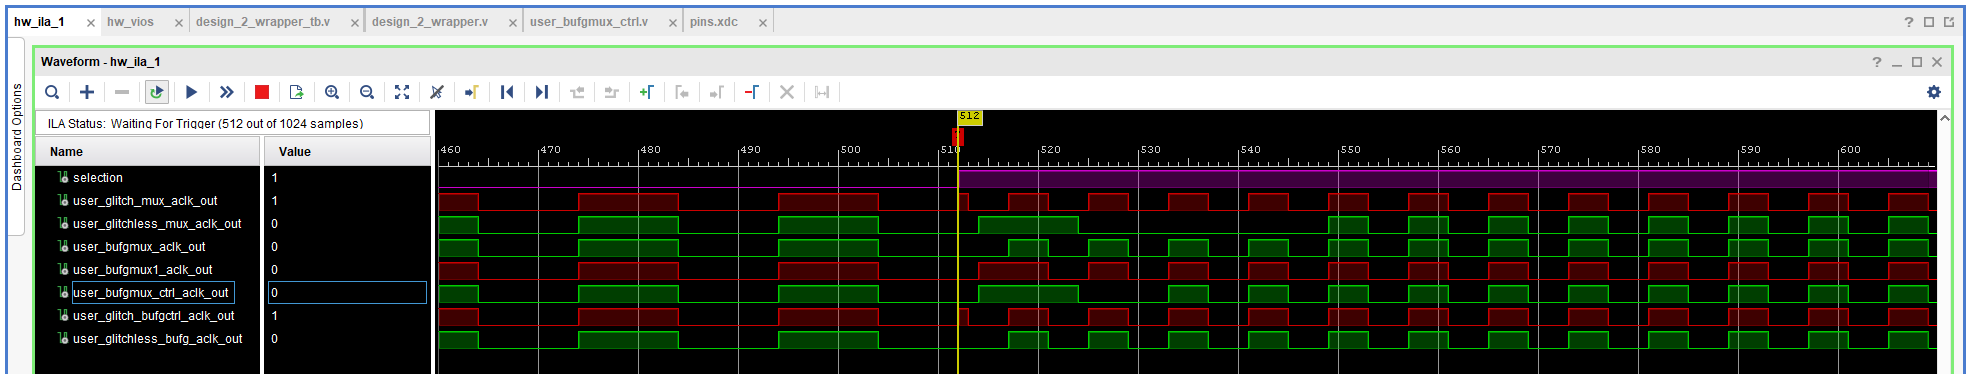 hw_ila_1 hw_vios design_2_wrapper_tb.v design_2_wrapper.v user_bufgmux_ctrl.v pins.xdc
Dashboard Options
Waveform - hw_ila_1
ILA Status: Waiting For Trigger (512 out of 1024 samples)
512
Name Value
460 470 480 490 500 510 520 530 540 550 560 570 580 590 600
selection 1
user_glitch_mux_aclk_out 1
user_glitchless_mux_aclk_out 0
user_bufgmux_aclk_out 0
user_bufgmux1_aclk_out 0
user_bufgmux_ctrl_aclk_out 0
user_glitch_bufgctrl_aclk_out 1
user_glitchless_bufg_aclk_out 0